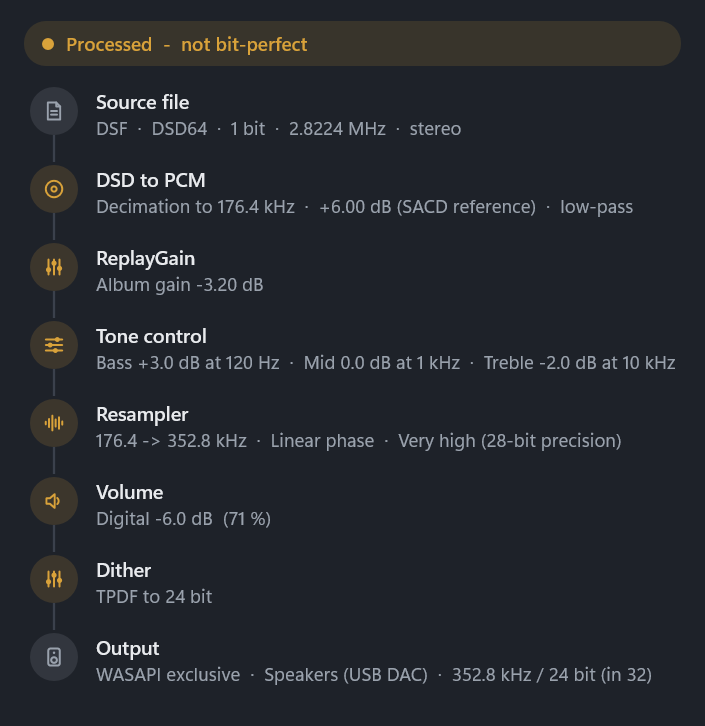 Processed - not bit-perfect
Source file
DSF · DSD64 · 1 bit · 2.8224 MHz · stereo
DSD to PCM
Decimation to 176.4 kHz · +6.00 dB (SACD reference) · low-pass
ReplayGain
Album gain -3.20 dB
Tone control
Bass +3.0 dB at 120 Hz · Mid 0.0 dB at 1 kHz · Treble -2.0 dB at 10 kHz
Resampler
176.4 -> 352.8 kHz · Linear phase · Very high (28-bit precision)
Volume
Digital -6.0 dB (71 %)
Dither
TPDF to 24 bit
Output
WASAPI exclusive · Speakers (USB DAC) · 352.8 kHz / 24 bit (in 32)